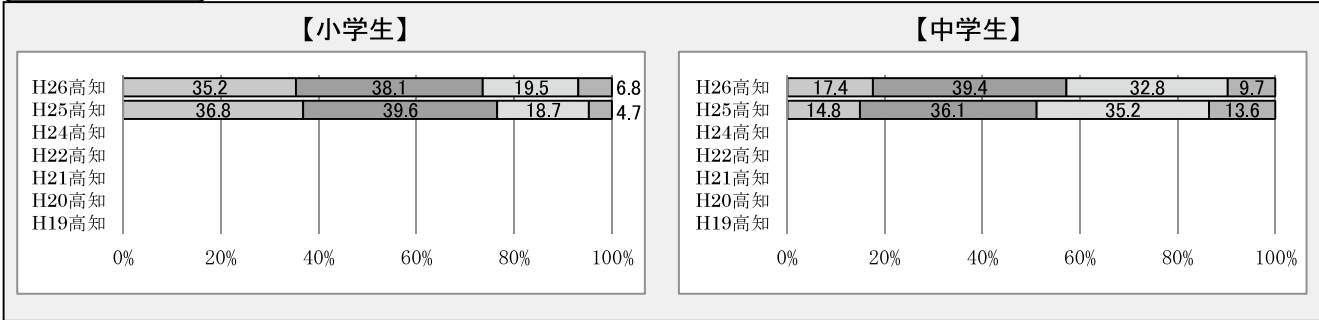 【小学生】
H26高知 35.2 38.1 19.5 6.8
H25高知 36.8 39.6 18.7 4.7
H24高知
H22高知
H21高知
H20高知
H19高知
0% 20% 40% 60% 80% 100%
【中学生】
H26高知 17.4 39.4 32.8 9.7
H25高知 14.8 36.1 35.2 13.6
H24高知
H22高知
H21高知
H20高知
H19高知
0% 20% 40% 60% 80% 100%